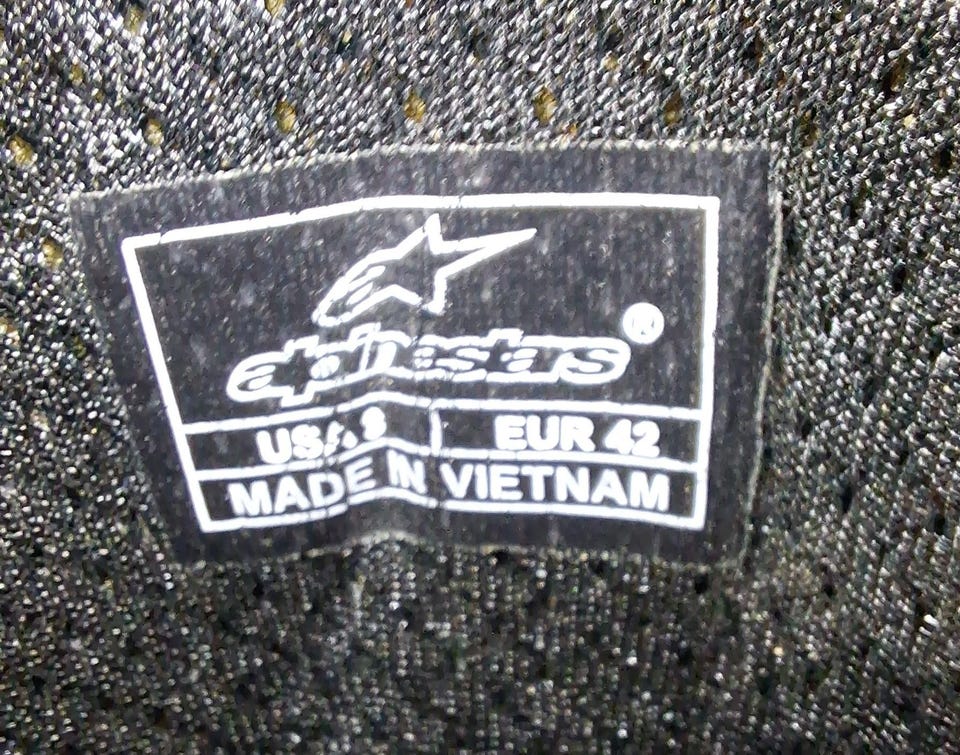 alpinestars®
USA 8 EUR 42
MADE IN VIETNAM